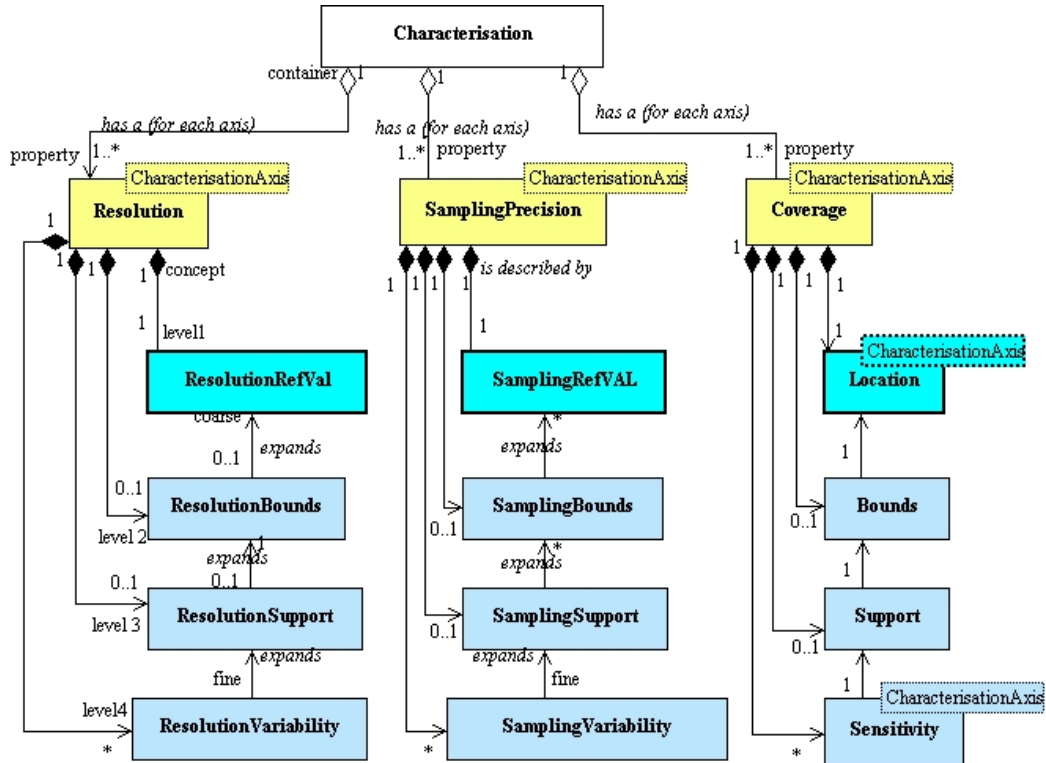 Characterisation
container
1
1
1
has a (for each axis)
has a (for each axis)
has a (for each axis)
property
1..*
1..*
property
1..*
property
CharacterisationAxis
CharacterisationAxis
CharacterisationAxis
Resolution
SamplingPrecision
Coverage
1
1
1
1
concept
1
1
1
1
is described by
1
1
1
1
1
level1
1
1
CharacterisationAxis
ResolutionRefVal
SamplingRefVAL
Location
coarse
*
expands
expands
0..1
1
0..1
ResolutionBounds
SamplingBounds
Bounds
level 2
0..1
0..1
1
*
expands
expands
0..1
0..1
1
ResolutionSupport
SamplingSupport
Support
level 3
0..1
0..1
expands
expands
fine
fine
1
CharacterisationAxis
level4
ResolutionVariability
SamplingVariability
Sensitivity
*
*
*